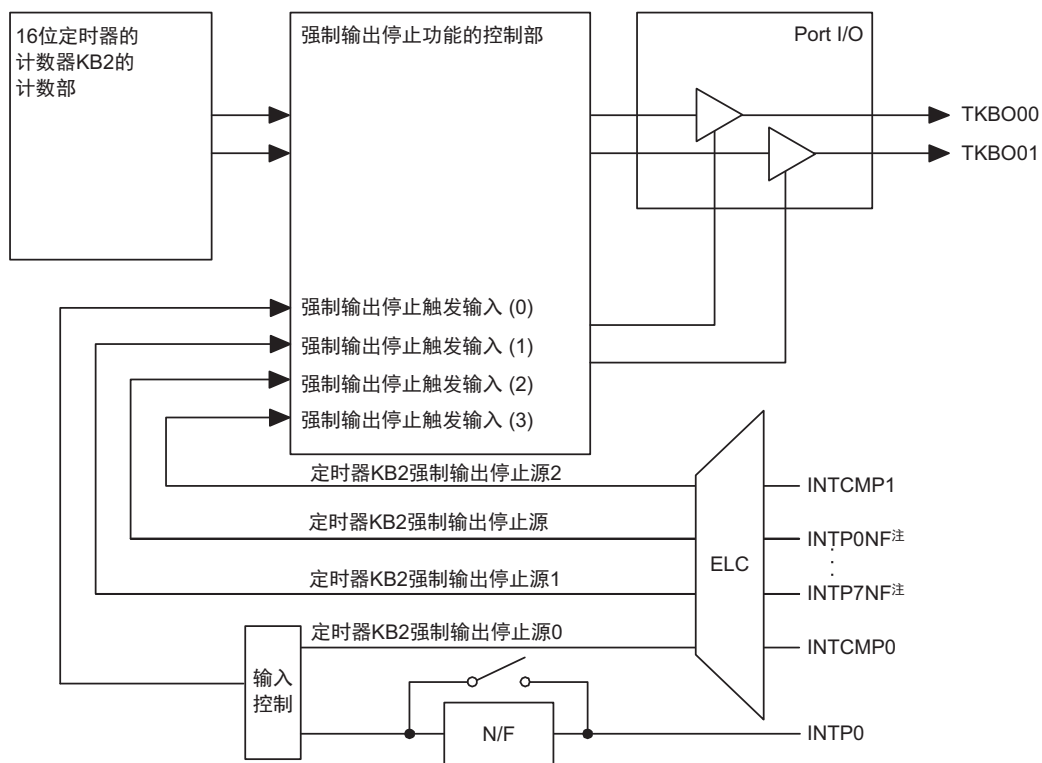 16位定时器的
计数器KB2的
计数部
强制输出停止功能的控制部
Port I/O
TKBO00
TKBO01
强制输出停止触发输入 (0)
强制输出停止触发输入 (1)
强制输出停止触发输入 (2)
强制输出停止触发输入 (3)
定时器KB2强制输出停止源2
INTCMP1
定时器KB2强制输出停止源
INTP0NF注
ELC
定时器KB2强制输出停止源1
INTP7NF注
定时器KB2强制输出停止源0
INTCMP0
输入
控制
N/F
INTP0